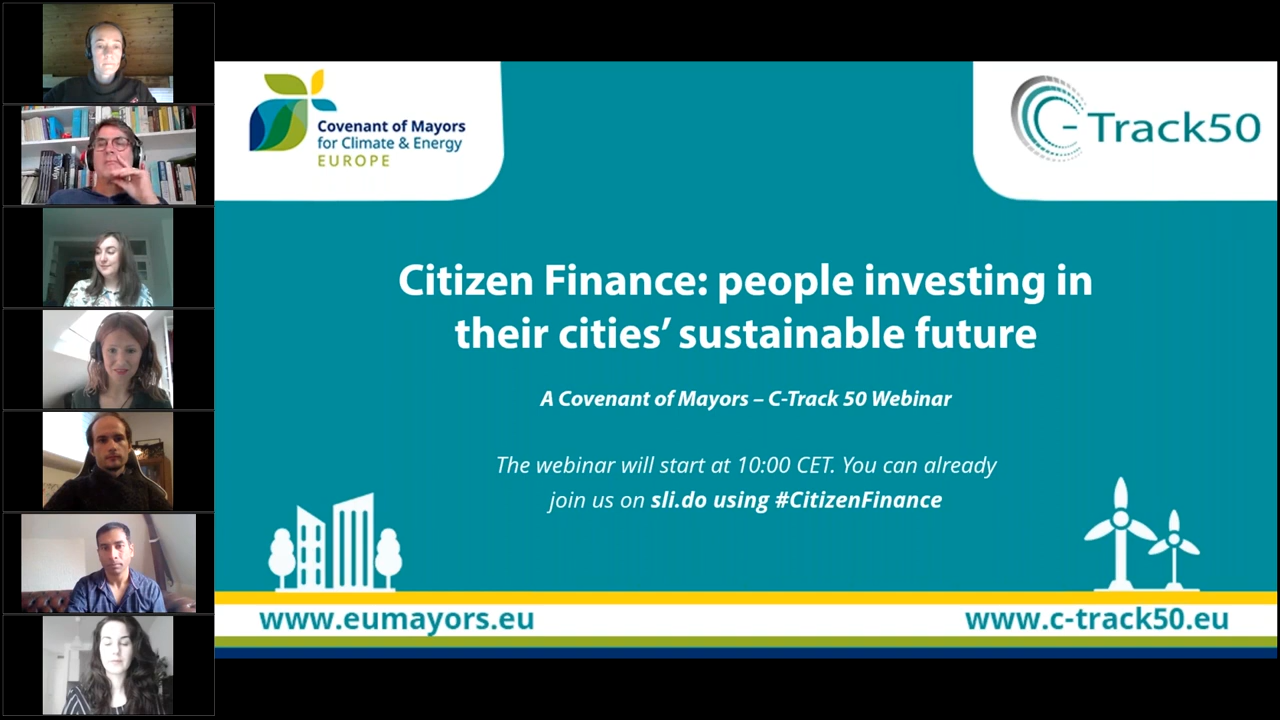 Covenant of Mayors
for Climate & Energy
EUROPE
C-Track50
Citizen Finance: people investing in
their cities’ sustainable future
A Covenant of Mayors – C-Track 50 Webinar
The webinar will start at 10:00 CET. You can already
join us on sli.do using #CitizenFinance
www.eumayors.eu
www.c-track50.eu